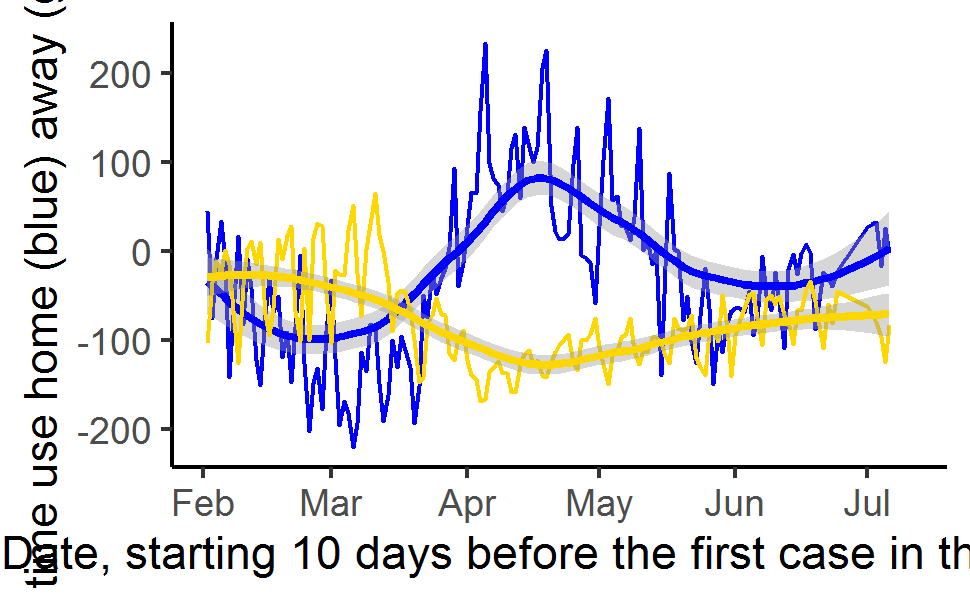 time use home (blue) away (
200
100
0
-100
-200
Feb Mar Apr May Jun Jul
Date, starting 10 days before the first case in th